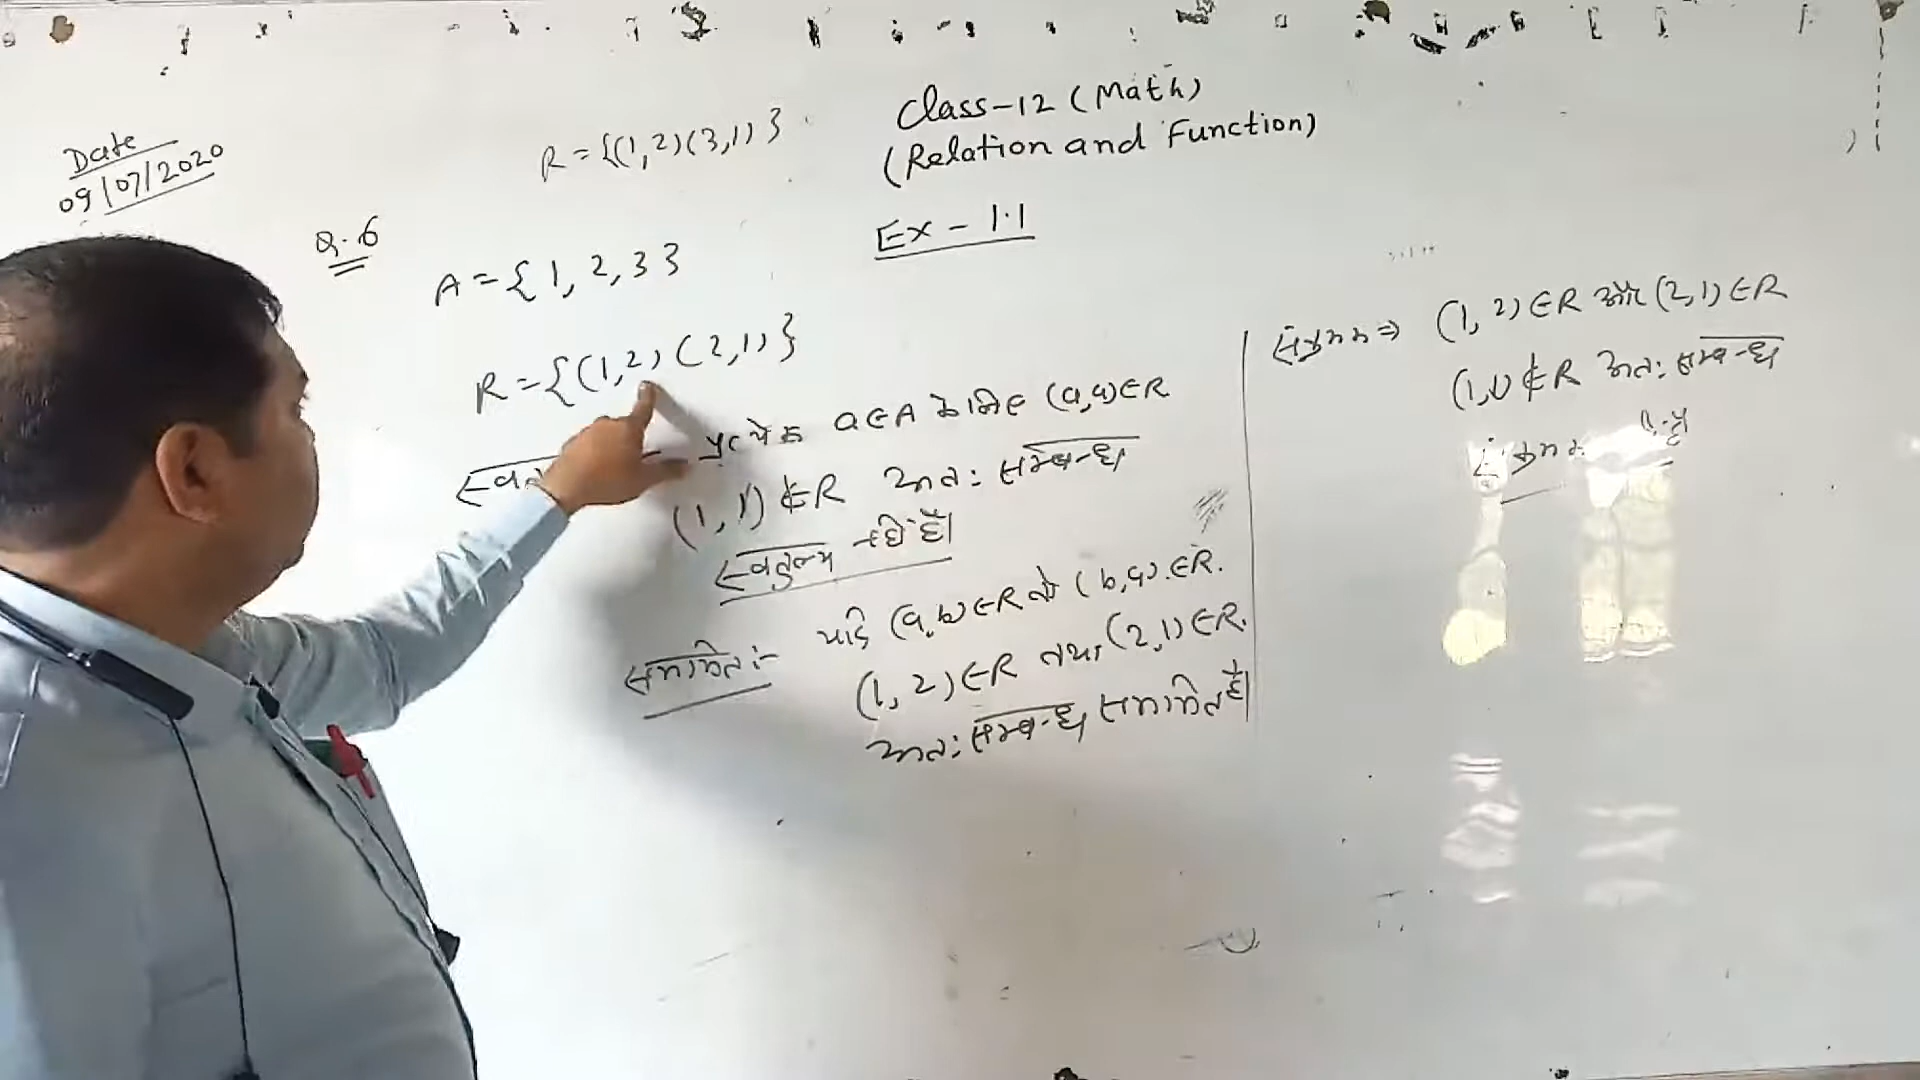 Date
09/07/2020
R = {(1,2)(3,1)}
Class-12 (Math)
(Relation and Function)
Ex - 1.1
Q.6
A = {1, 2, 3}
R = {(1,2) (2,1)}
प्रत्येक a∈A के लिए (a,a)∈R
(1,1)∉R अतः सम्बन्ध
स्वतुल्य नहीं है।
सममित :- यदि (a,b)∈R तो (b,a)∈R.
(1,2)∈R तथा (2,1)∈R.
अतः सम्बन्ध सममित है।
संक्रमक ⇒ (1,2)∈R और (2,1)∈R
(1,1)∉R अतः सम्बन्ध